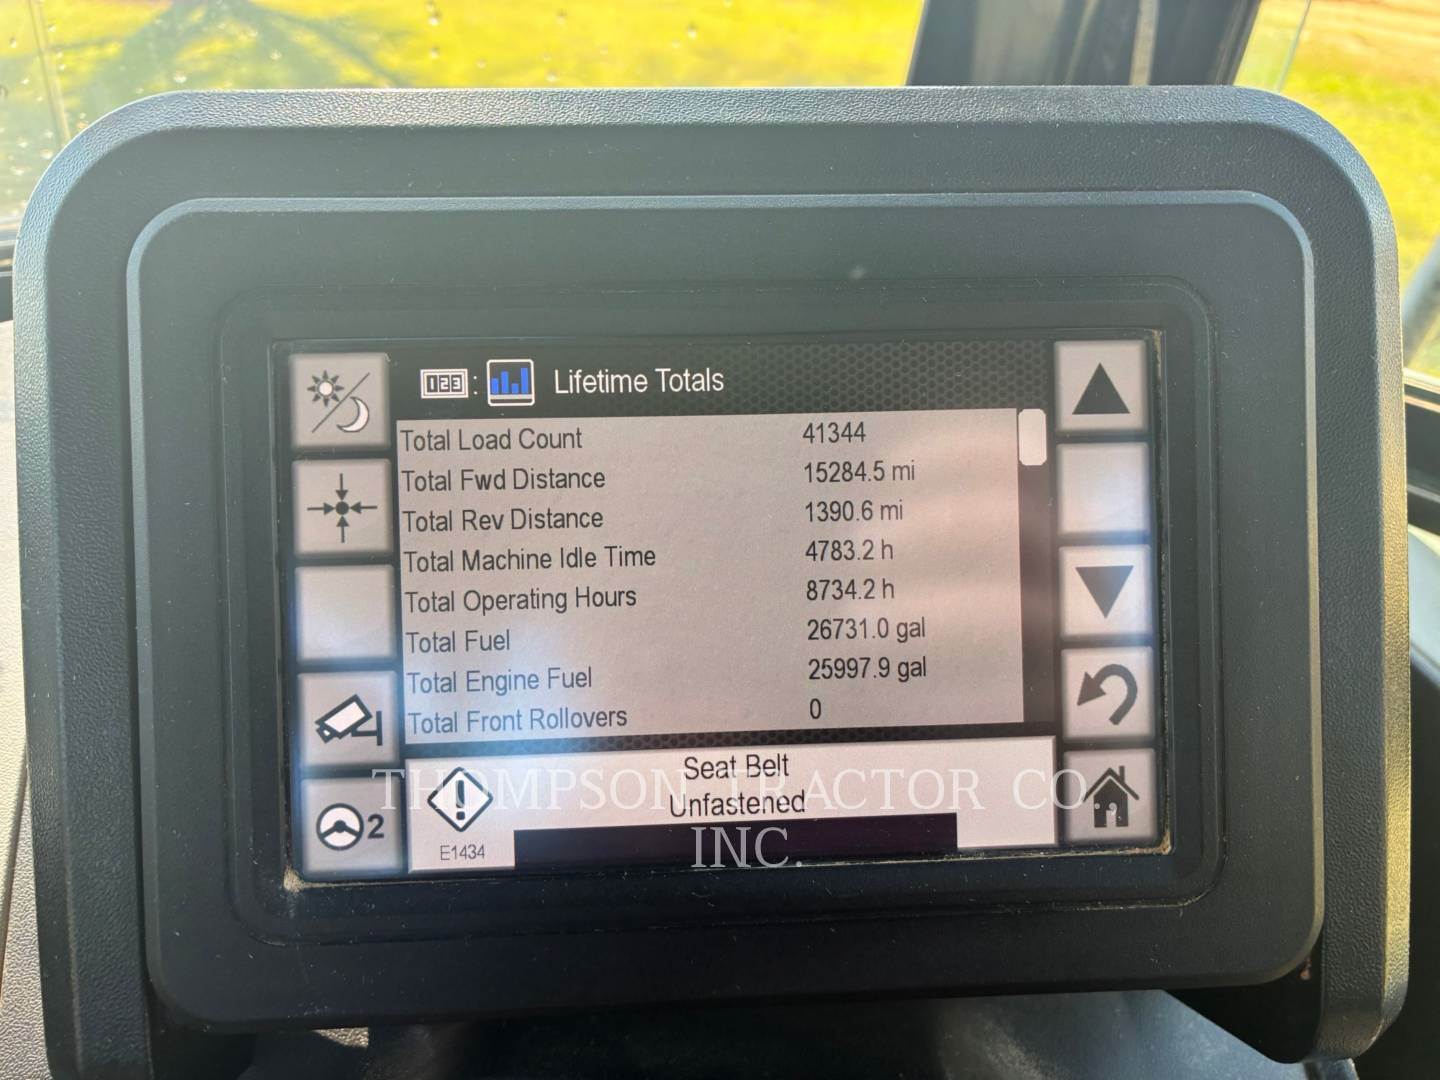 123 : Lifetime Totals
Total Load Count 41344
Total Fwd Distance 15284.5 mi
Total Rev Distance 1390.6 mi
Total Machine Idle Time 4783.2 h
Total Operating Hours 8734.2 h
Total Fuel 26731.0 gal
Total Engine Fuel 25997.9 gal
Total Front Rollovers 0
Seat Belt
Unfastened
E1434
2
THOMPSON TRACTOR CO.,
INC.